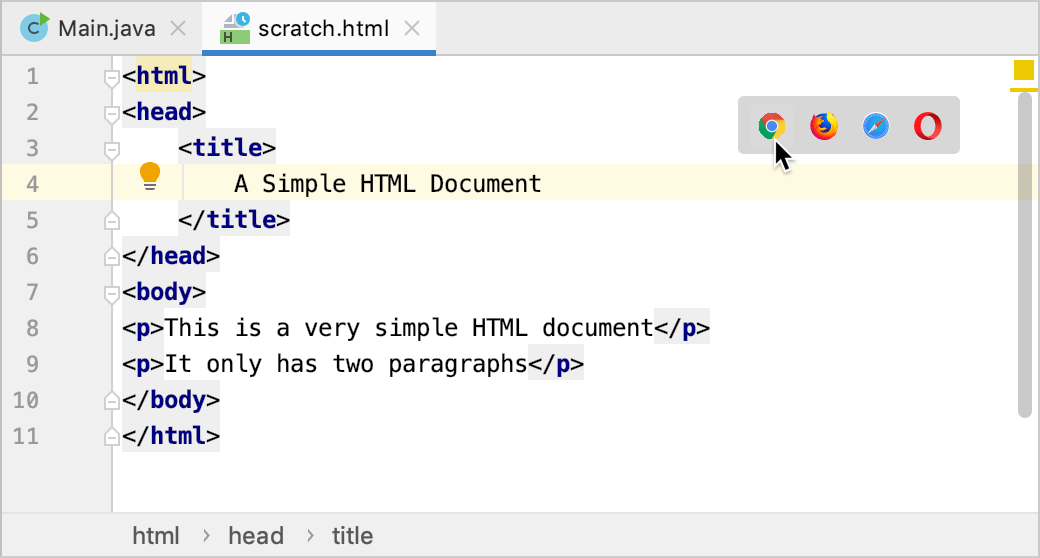 C Main.java H scratch.html
1 <html>
2 <head>
3 <title>
4 A Simple HTML Document
5 </title>
6 </head>
7 <body>
8 <p>This is a very simple HTML document</p>
9 <p>It only has two paragraphs</p>
10 </body>
11 </html>
html › head › title